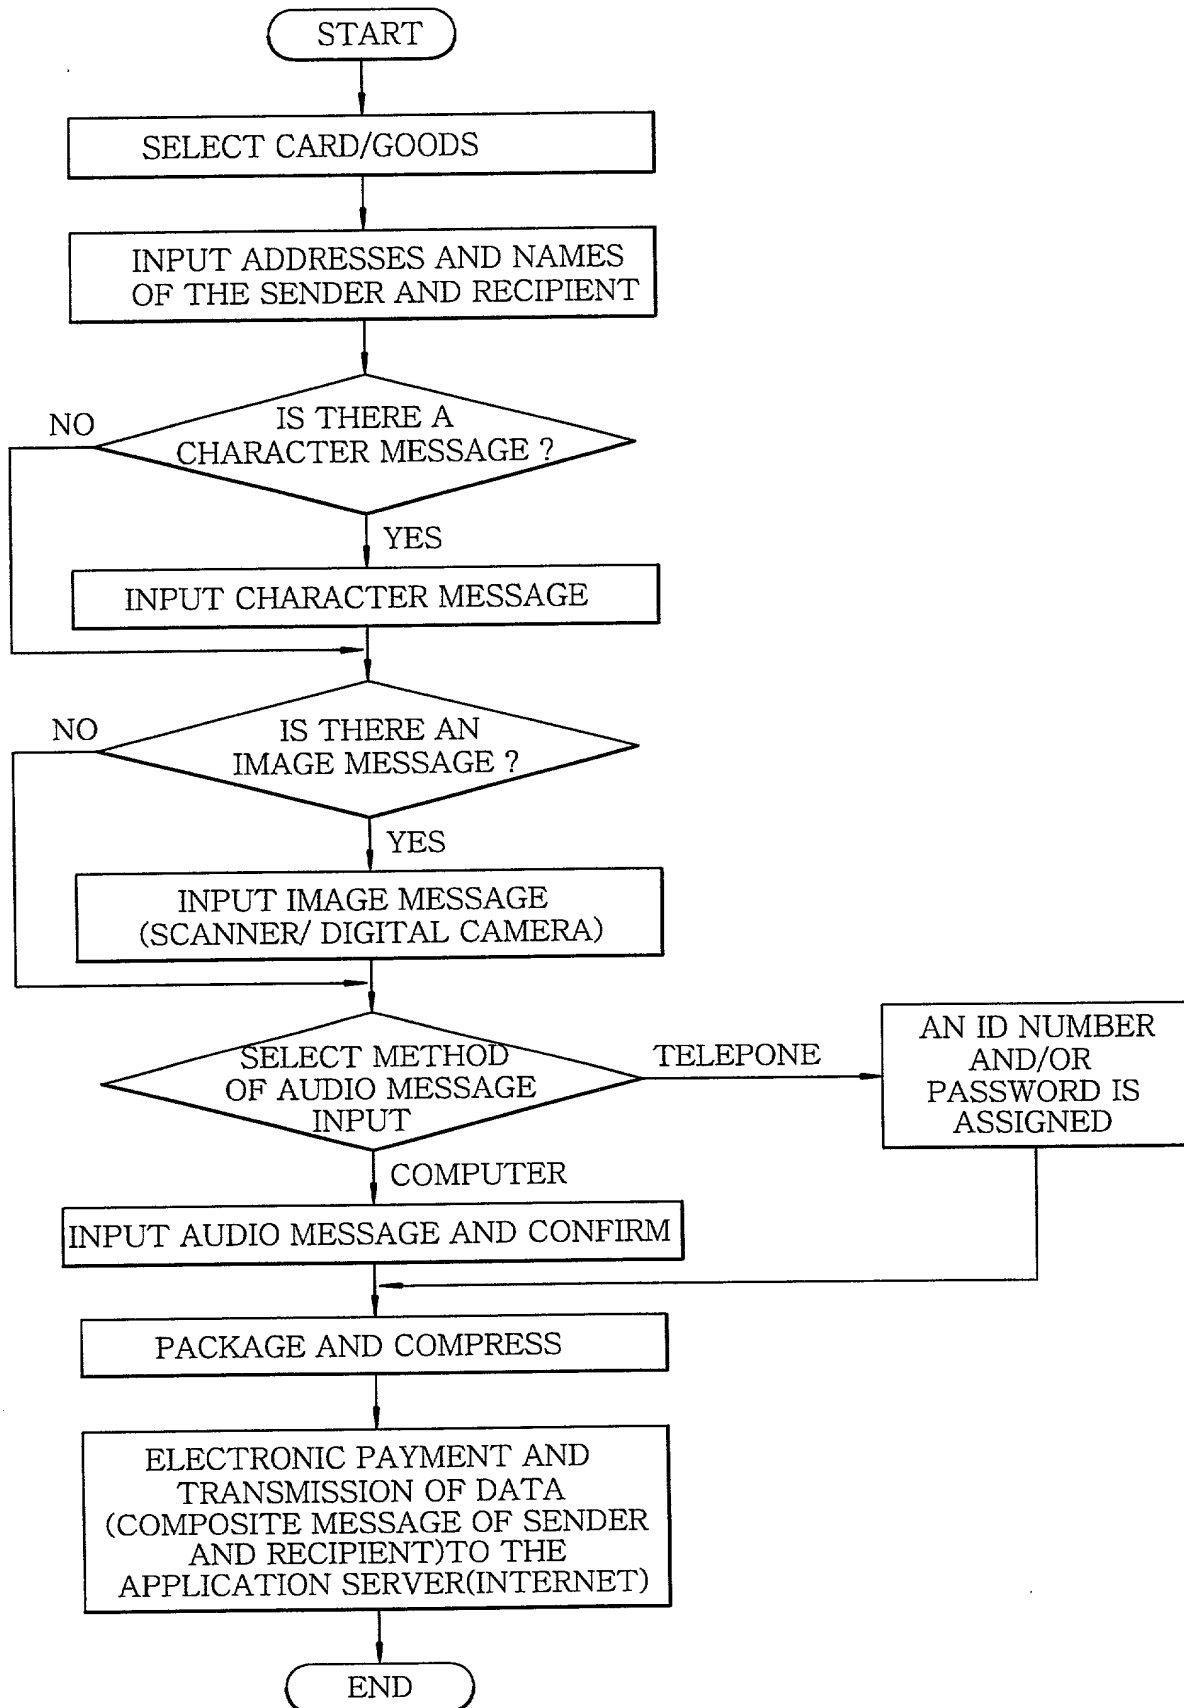 START
SELECT CARD/GOODS
INPUT ADDRESSES AND NAMES
OF THE SENDER AND RECIPIENT
NO
IS THERE A
CHARACTER MESSAGE ?
YES
INPUT CHARACTER MESSAGE
NO
IS THERE AN
IMAGE MESSAGE ?
YES
INPUT IMAGE MESSAGE
(SCANNER/ DIGITAL CAMERA)
SELECT METHOD
OF AUDIO MESSAGE
INPUT
TELEPONE
AN ID NUMBER
AND/OR
PASSWORD IS
ASSIGNED
COMPUTER
INPUT AUDIO MESSAGE AND CONFIRM
PACKAGE AND COMPRESS
ELECTRONIC PAYMENT AND
TRANSMISSION OF DATA
(COMPOSITE MESSAGE OF SENDER
AND RECIPIENT)TO THE
APPLICATION SERVER(INTERNET)
END